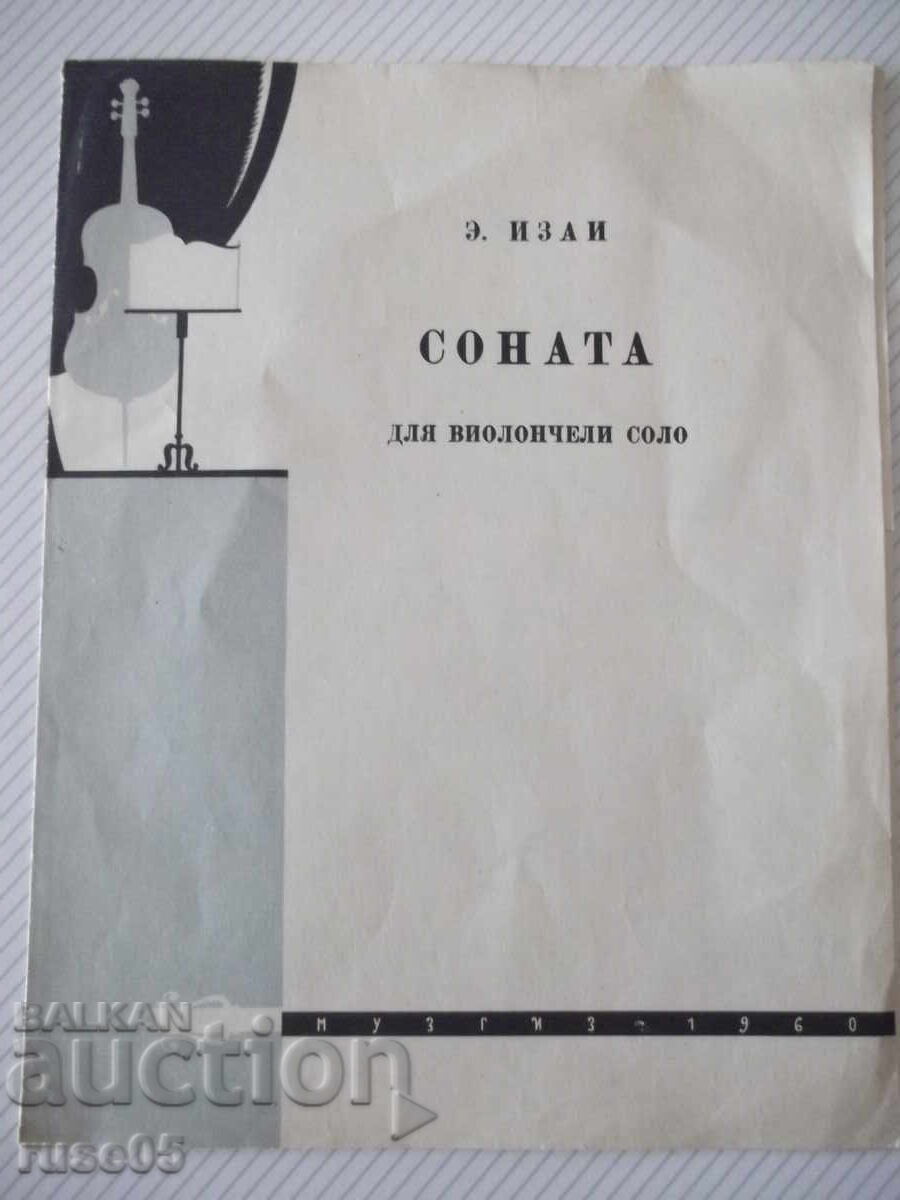 Э. ИЗАИ
СОНАТА
ДЛЯ ВИОЛОНЧЕЛИ СОЛО
МУЗГИЗ-1960
BALKAN
auction
ruse05